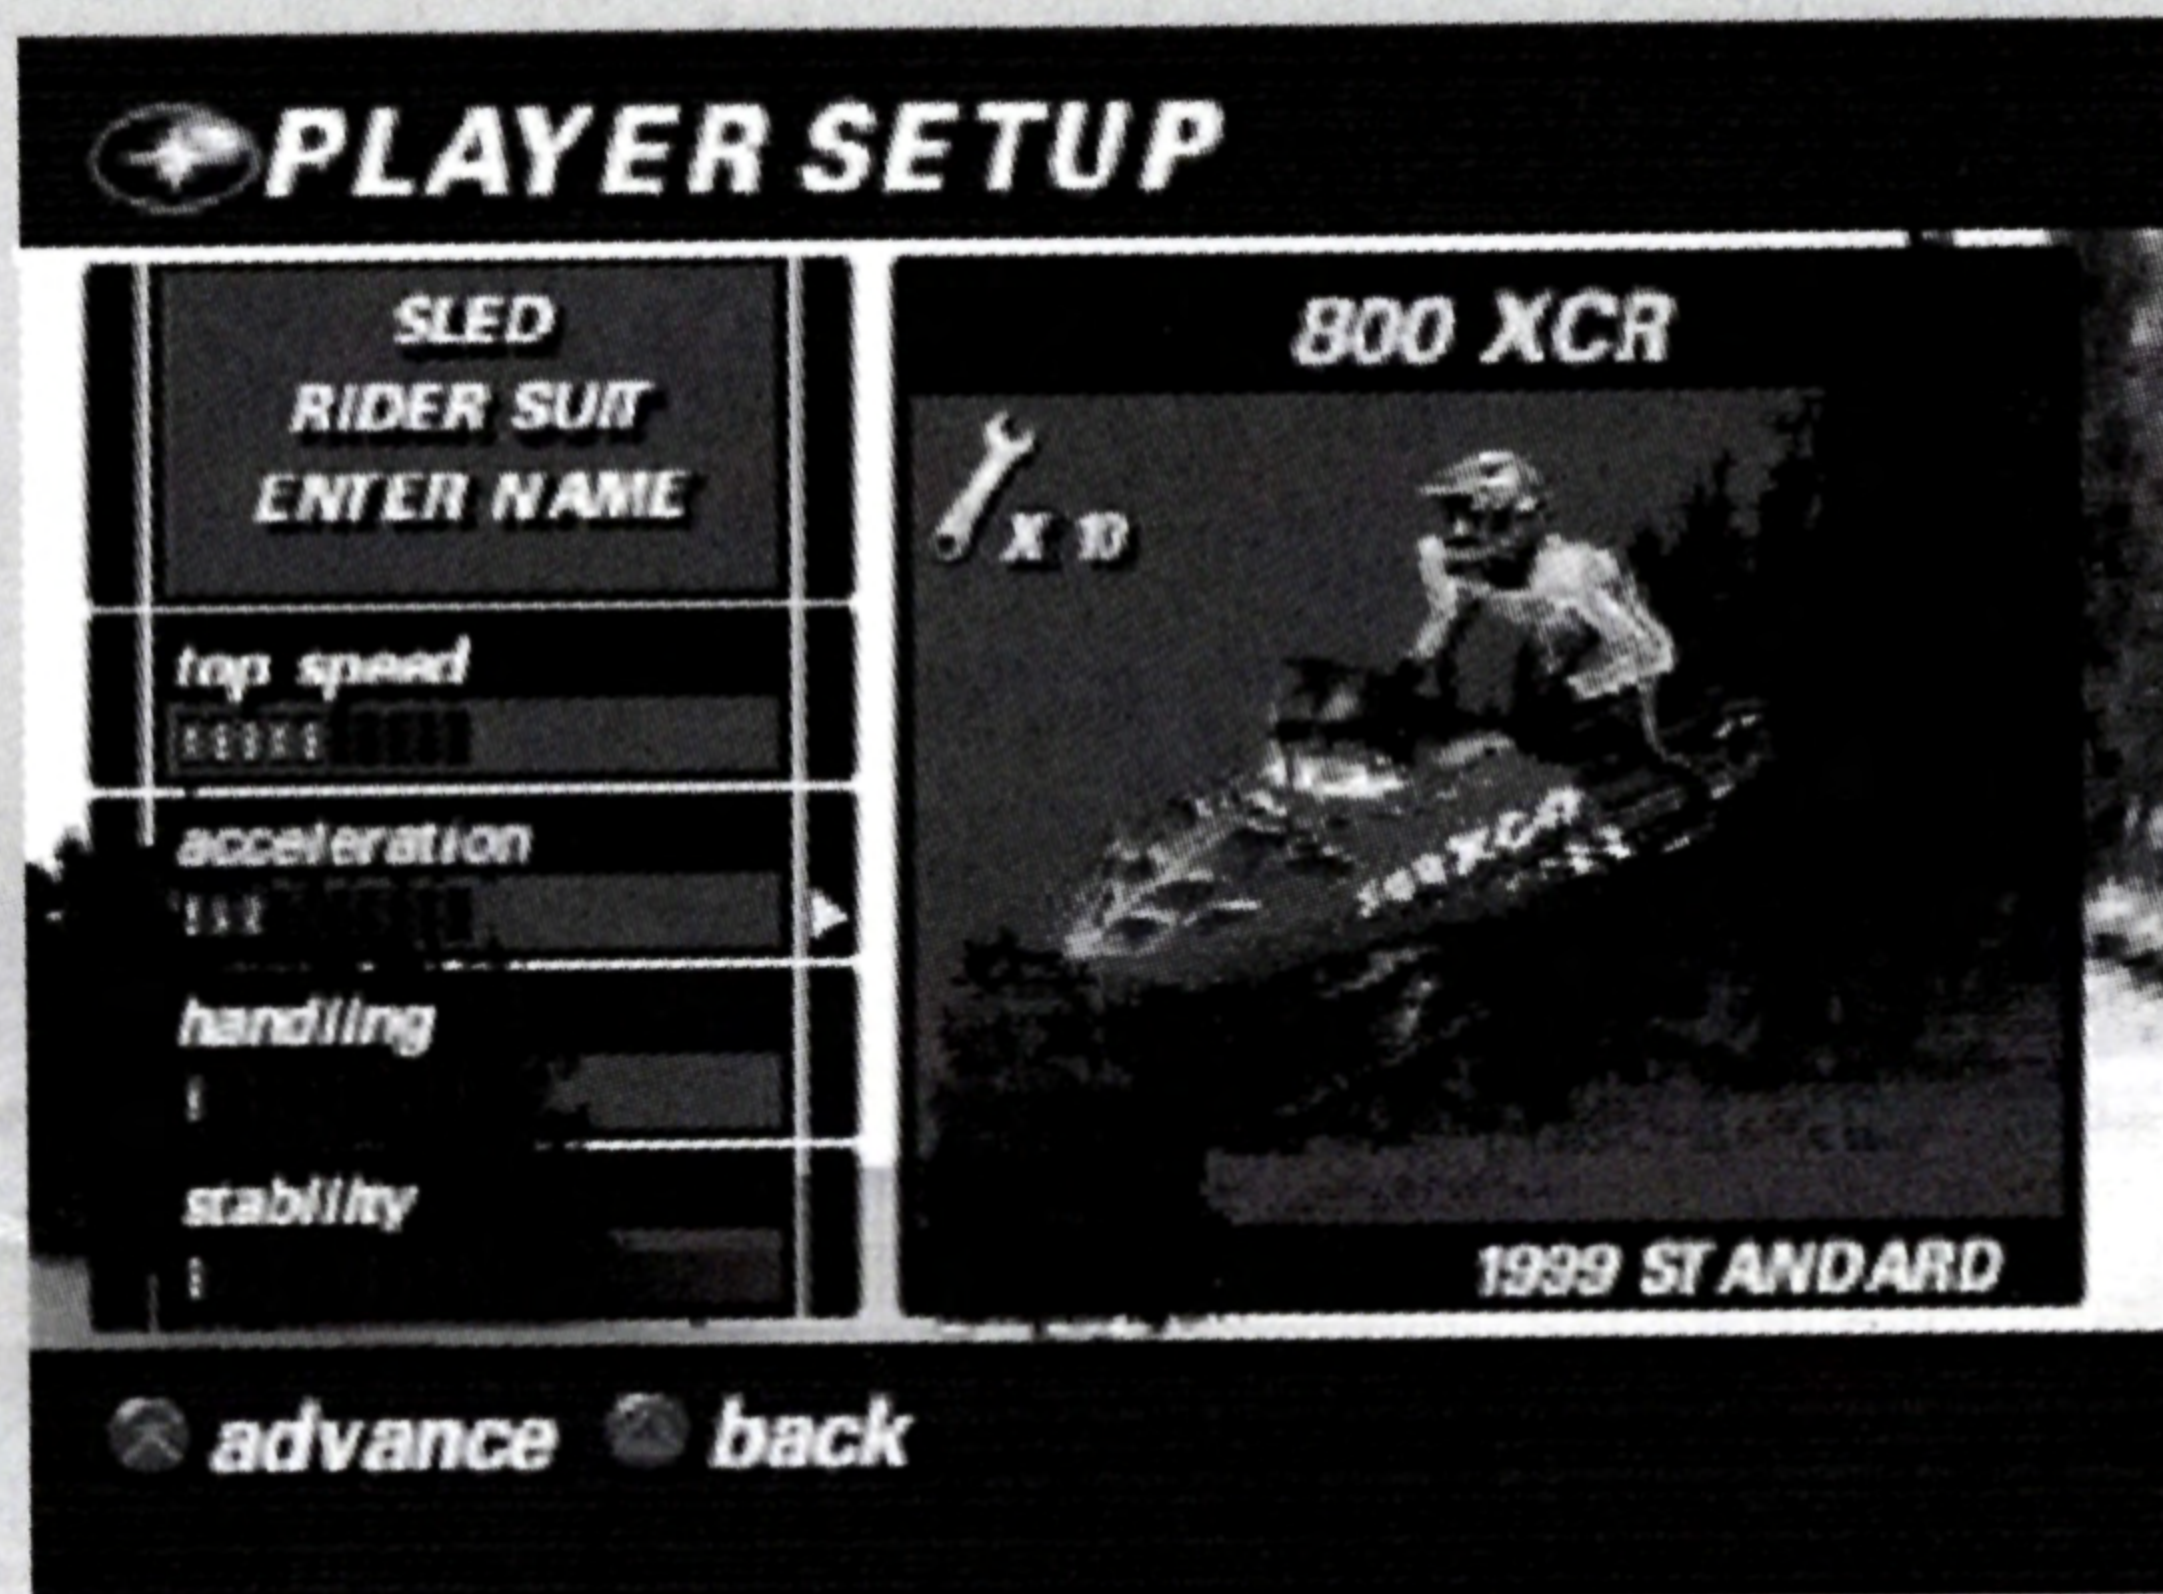 PLAYER SETUP
SLED
RIDER SUIT
ENTER NAME
top speed
acceleration
handling
stability
800 XCR
X 10
XCR
1999 STANDARD
advance
back